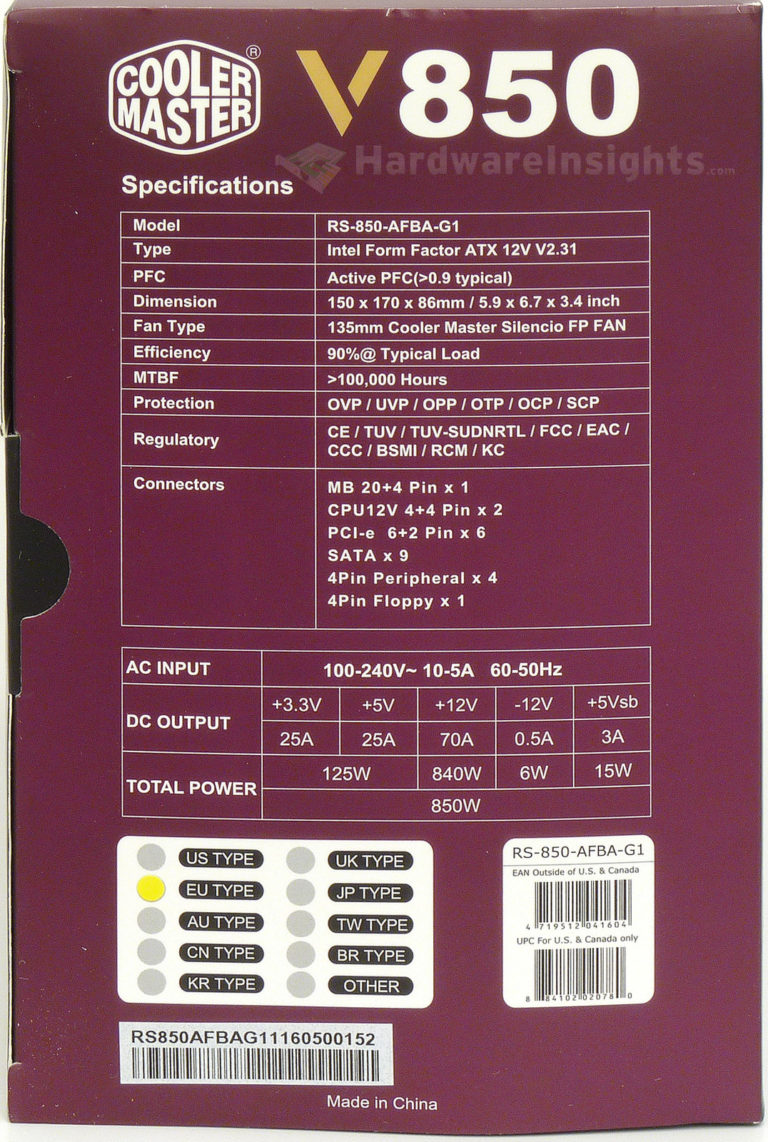 COOLER MASTER ®
V850
HardwareInsights.com
Specifications
Model RS-850-AFBA-G1
Type Intel Form Factor ATX 12V V2.31
PFC Active PFC(>0.9 typical)
Dimension 150 x 170 x 86mm / 5.9 x 6.7 x 3.4 inch
Fan Type 135mm Cooler Master Silencio FP FAN
Efficiency 90%@ Typical Load
MTBF >100,000 Hours
Protection OVP / UVP / OPP / OTP / OCP / SCP
Regulatory CE / TUV / TUV-SUDNRTL / FCC / EAC /
CCC / BSMI / RCM / KC
Connectors MB 20+4 Pin x 1
CPU12V 4+4 Pin x 2
PCI-e 6+2 Pin x 6
SATA x 9
4Pin Peripheral x 4
4Pin Floppy x 1
AC INPUT 100-240V~ 10-5A 60-50Hz
DC OUTPUT +3.3V +5V +12V -12V +5Vsb
25A 25A 70A 0.5A 3A
TOTAL POWER 125W 840W 6W 15W
850W
US TYPE UK TYPE
EU TYPE JP TYPE
AU TYPE TW TYPE
CN TYPE BR TYPE
KR TYPE OTHER
RS-850-AFBA-G1
EAN Outside of U.S. & Canada
4 719512 041604
UPC For U.S. & Canada only
8 84102 02078 0
RS850AFBAG11160500152
Made in China